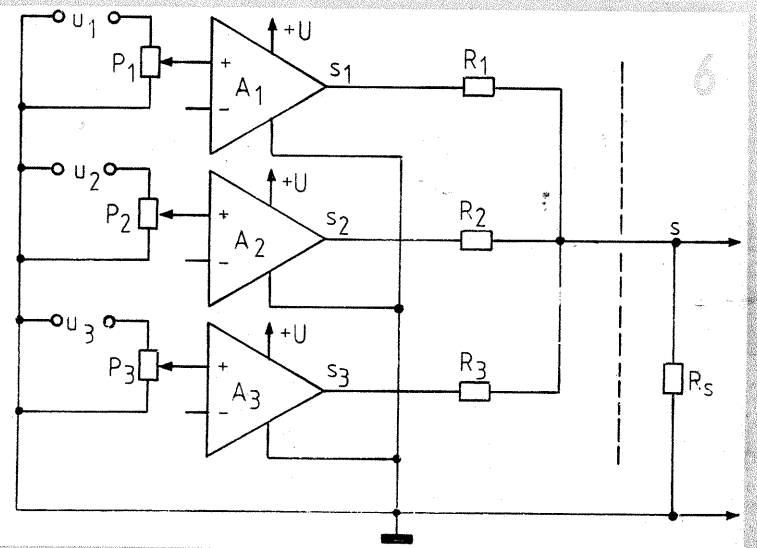 u1
+U
P1
+
A1
−
s1
R1
6
u2
+U
P2
+
A2
−
s2
R2
s
u3
+U
P3
+
A3
−
s3
R3
Rs